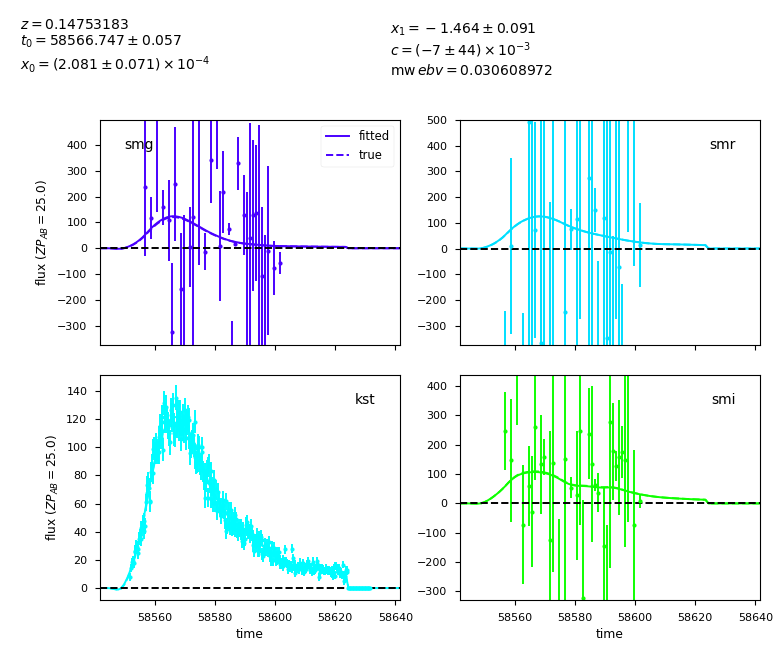 z = 0.14753183
t₀ = 58566.747 ± 0.057
x₀ = (2.081 ± 0.071) × 10⁻⁴
x₁ = − 1.464 ± 0.091
c = (−7 ± 44) × 10⁻³
mw ebv = 0.030608972
smg
fitted
true
400
300
200
100
0
−100
−200
−300
flux (ZP_AB = 25.0)
smr
500
400
300
200
100
0
−100
−200
−300
kst
140
120
100
80
60
40
20
0
flux (ZP_AB = 25.0)
58560 58580 58600 58620 58640
time
smi
400
300
200
100
0
−100
−200
−300
58560 58580 58600 58620 58640
time